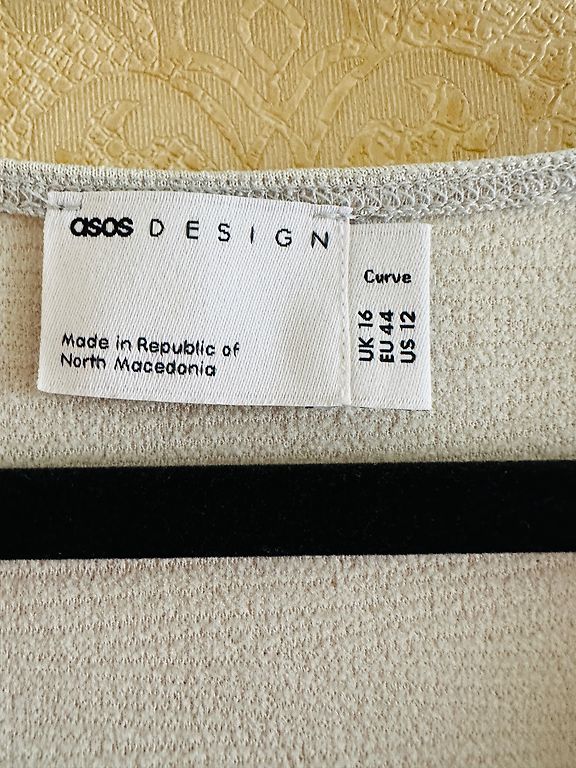 asos DESIGN
Made in Republic of
North Macedonia
Curve
UK 16
EU 44
US 12